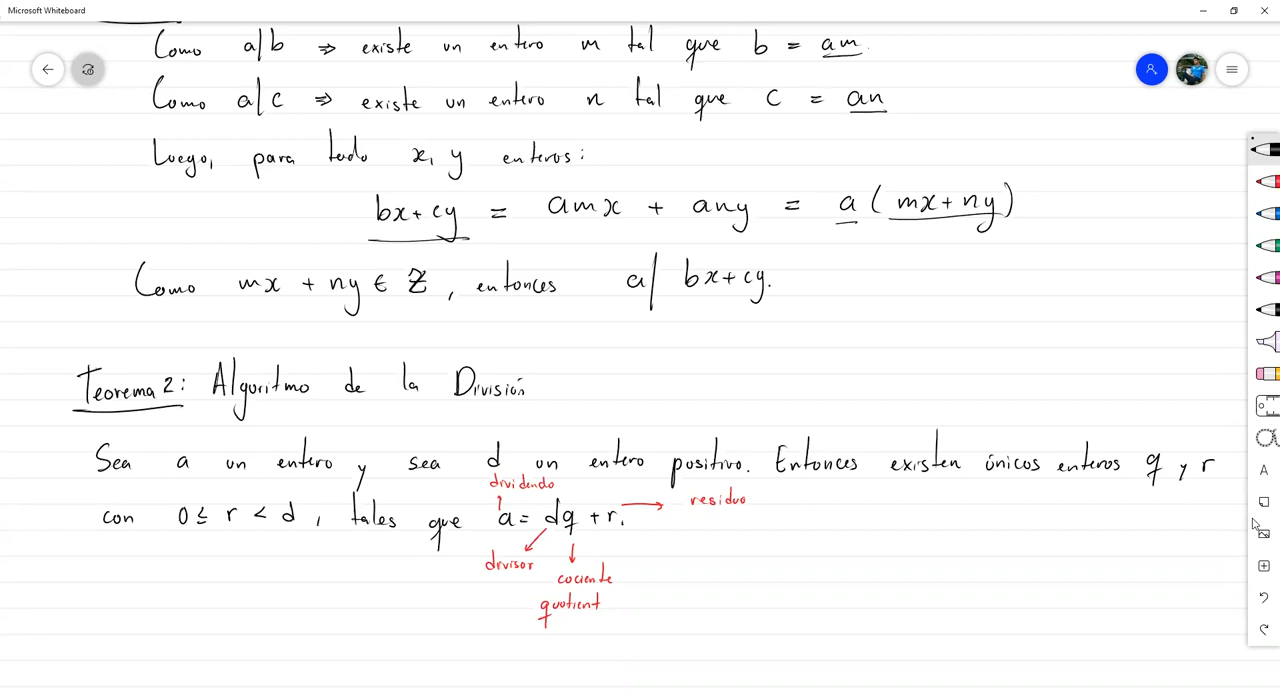 Microsoft Whiteboard
Como a|b ⇒ existe un entero m tal que b = am.
Como a|c ⇒ existe un entero n tal que c = an
Luego, para todo x, y enteros:
bx+cy = amx + any = a(mx+ny)
Como mx + ny ∈ ℤ, entonces a| bx+cy.
Teorema 2: Algoritmo de la División
Sea a un entero y sea d un entero positivo. Entonces existen únicos enteros q y r
dividendo
residuo
con 0 ≤ r < d, tales que a = dq + r.
divisor
cociente
quotient
A